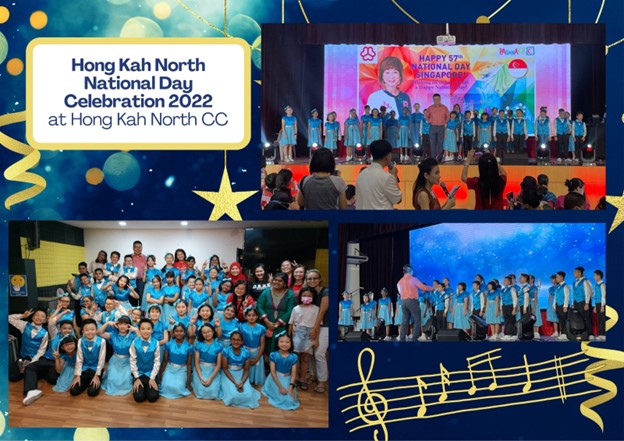 Hong Kah North
National Day
Celebration 2022
at Hong Kah North CC
HAPPY 57th
NATIONAL DAY
SINGAPORE!